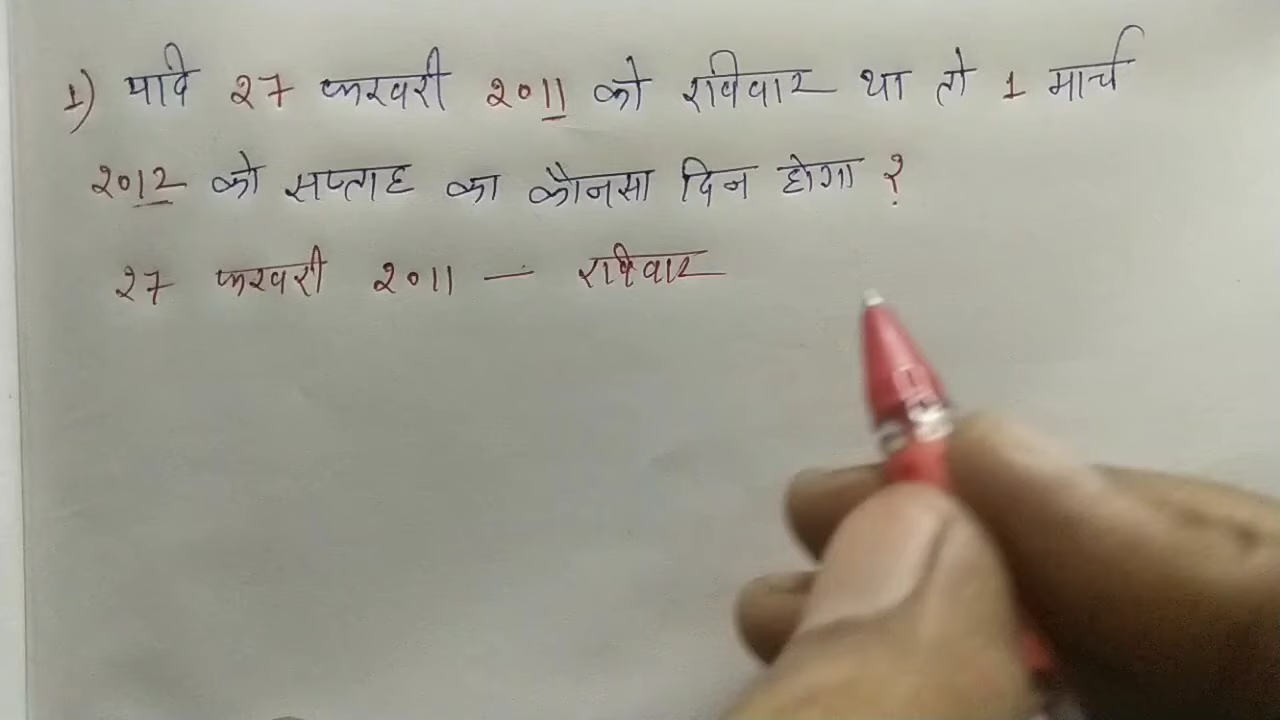 1) यदि 27 फरवरी 2011 को रविवार था तो 1 मार्च
2012 को सप्ताह का कौनसा दिन होगा ?
27 फरवरी 2011 — रविवार